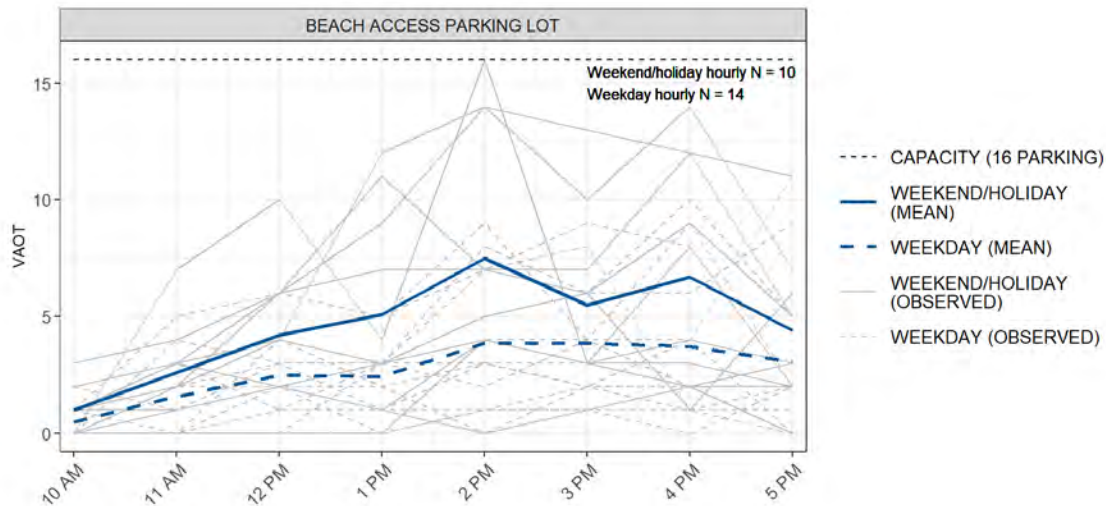 BEACH ACCESS PARKING LOT
Weekend/holiday hourly N = 10
Weekday hourly N = 14
15
10
5
0
VAOT
10 AM
11 AM
12 PM
1 PM
2 PM
3 PM
4 PM
5 PM
CAPACITY (16 PARKING)
WEEKEND/HOLIDAY
(MEAN)
WEEKDAY (MEAN)
WEEKEND/HOLIDAY
(OBSERVED)
WEEKDAY (OBSERVED)